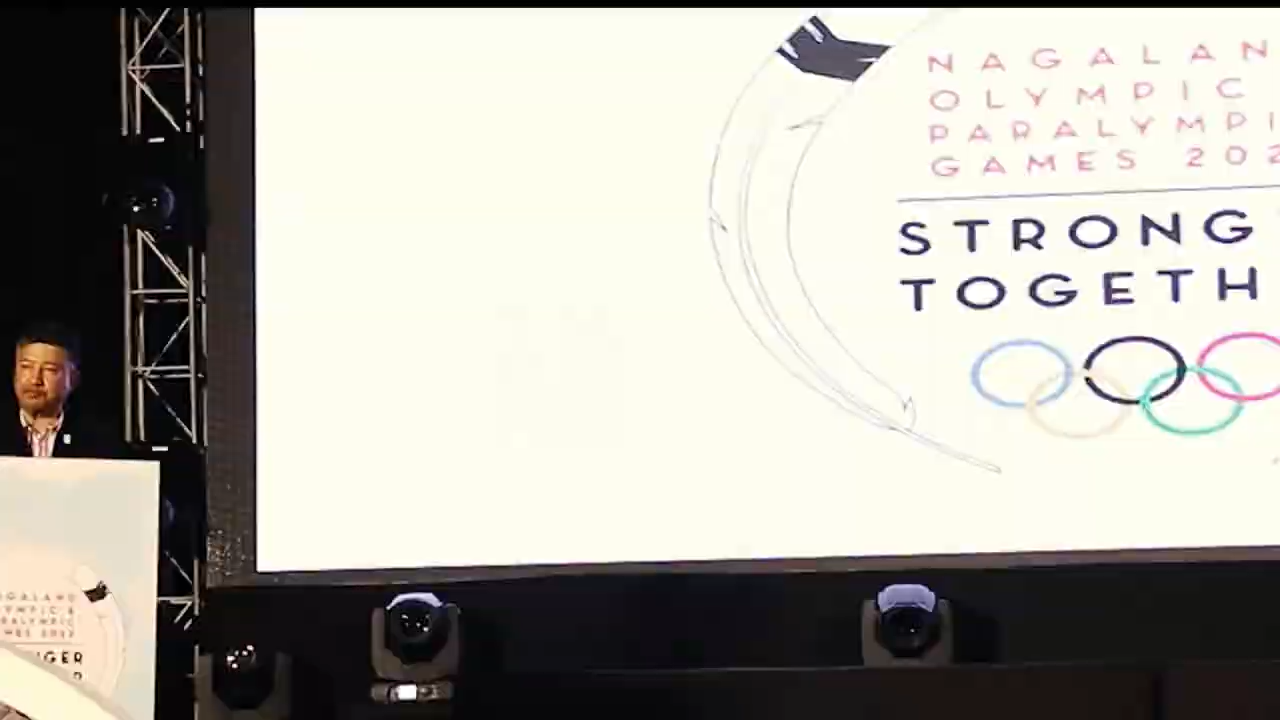 NAGALAN
OLYMPIC
PARALYMPI
GAMES 202
STRONG
TOGETH